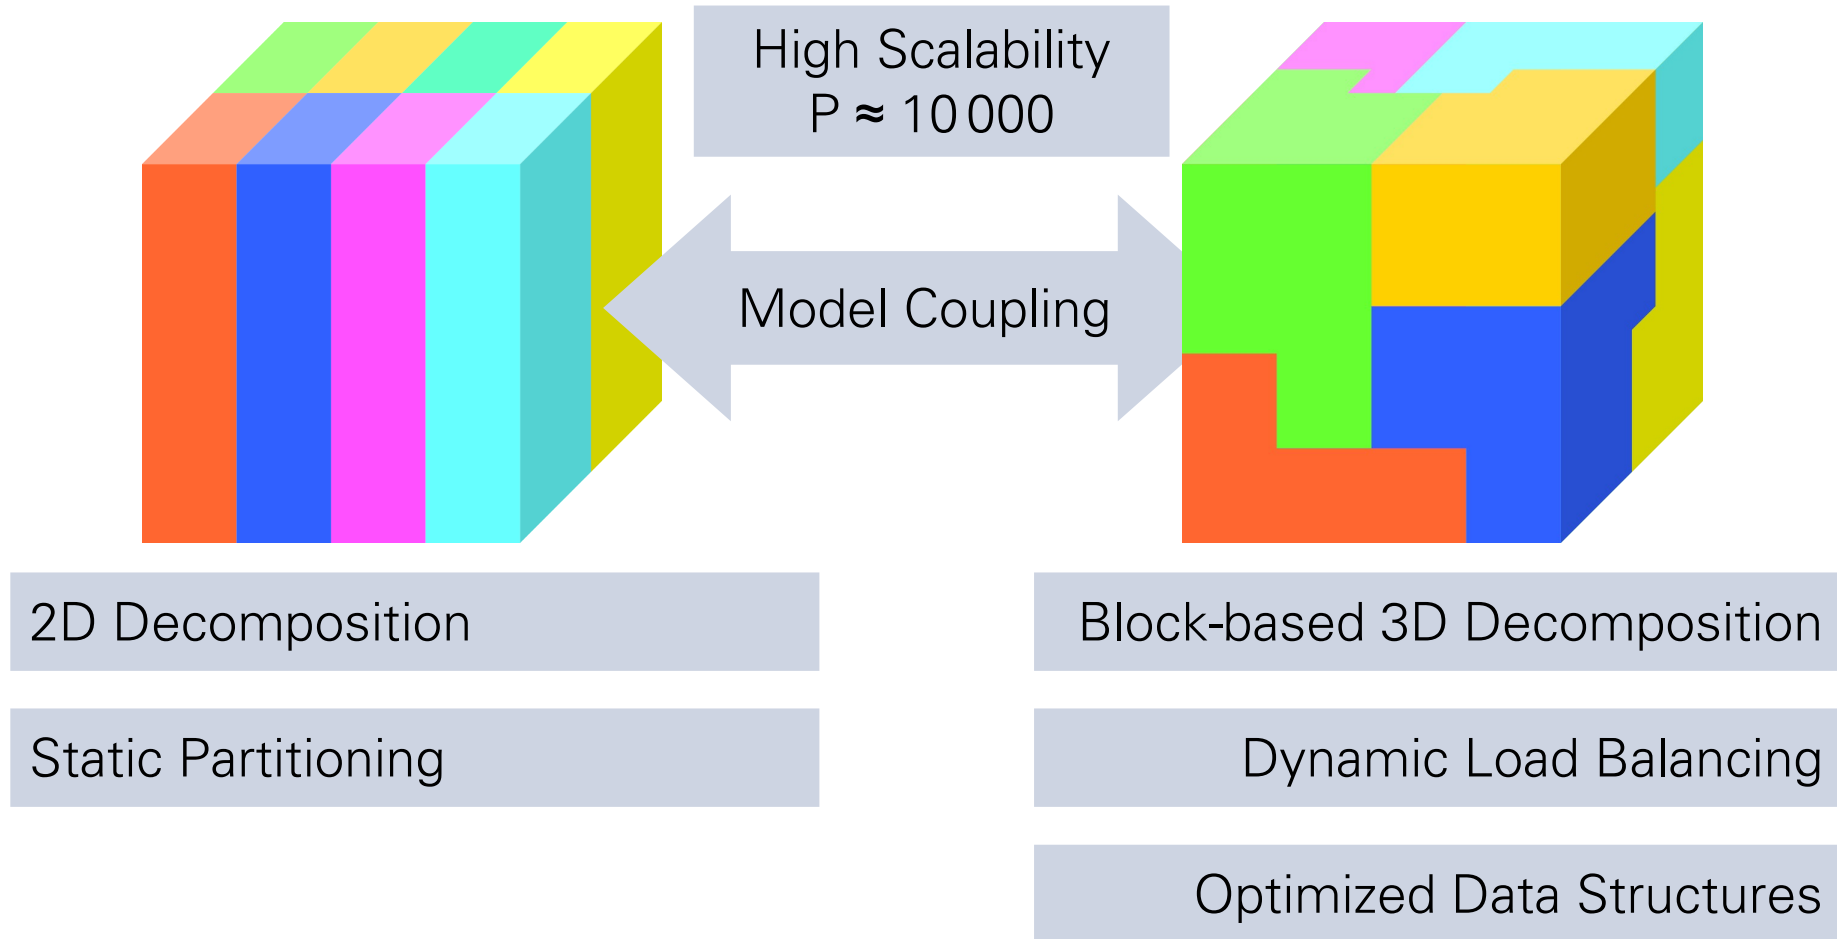 High Scalability
P ≈ 10 000
Model Coupling
2D Decomposition
Block-based 3D Decomposition
Static Partitioning
Dynamic Load Balancing
Optimized Data Structures